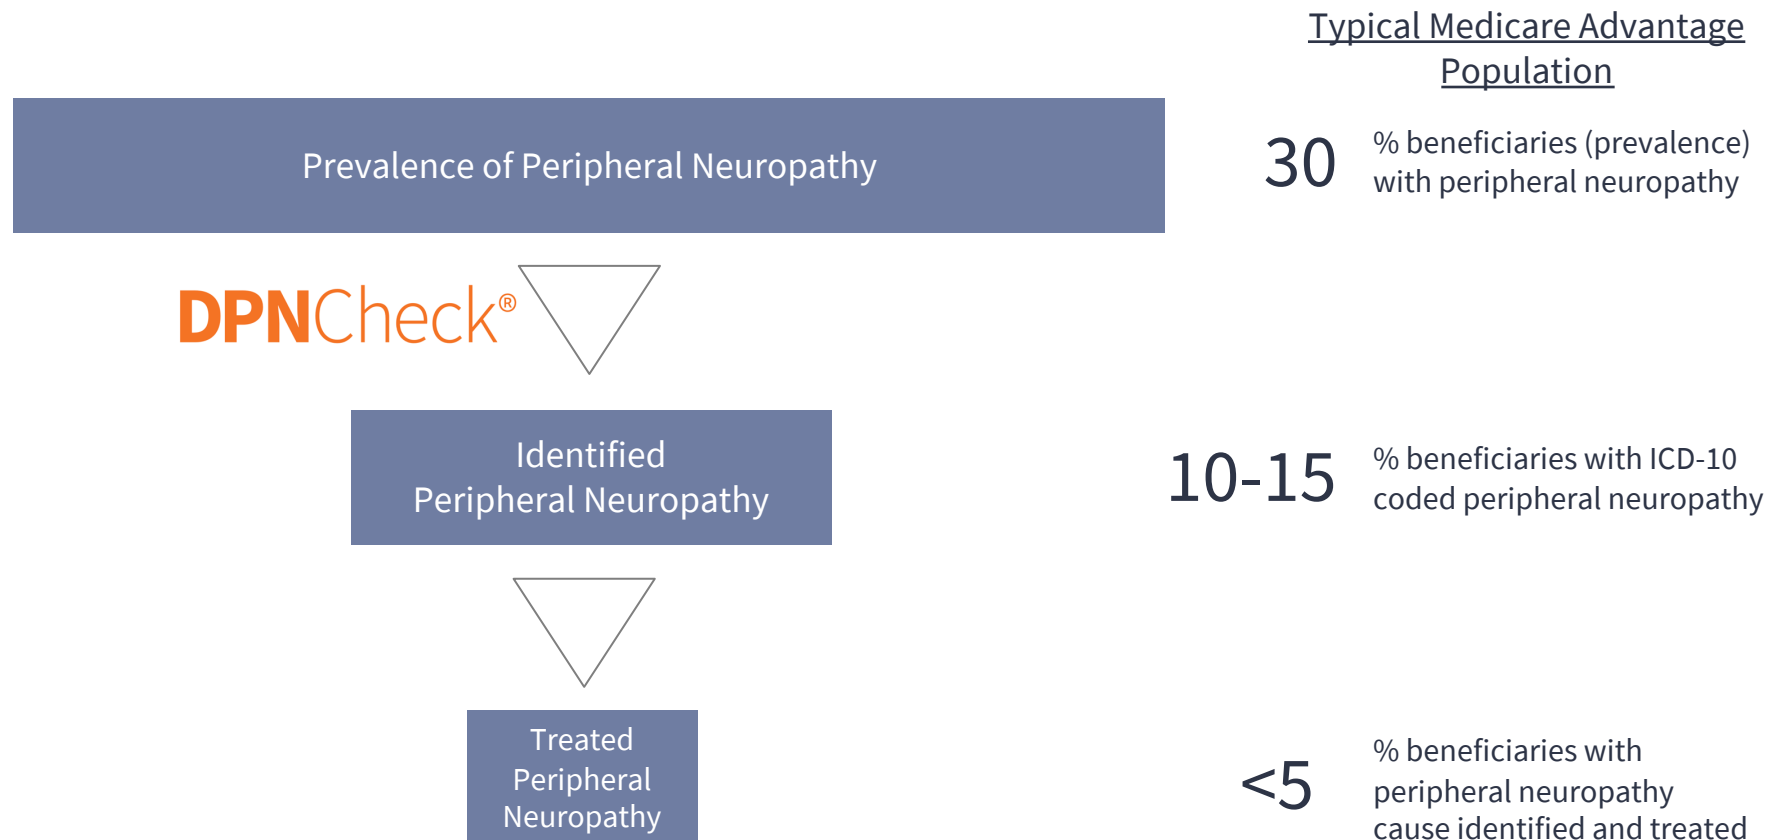 Typical Medicare Advantage
Population
Prevalence of Peripheral Neuropathy
30
% beneficiaries (prevalence)
with peripheral neuropathy
DPNCheck®
Identified
Peripheral Neuropathy
10-15
% beneficiaries with ICD-10
coded peripheral neuropathy
Treated
Peripheral
Neuropathy
<5
% beneficiaries with
peripheral neuropathy
cause identified and treated